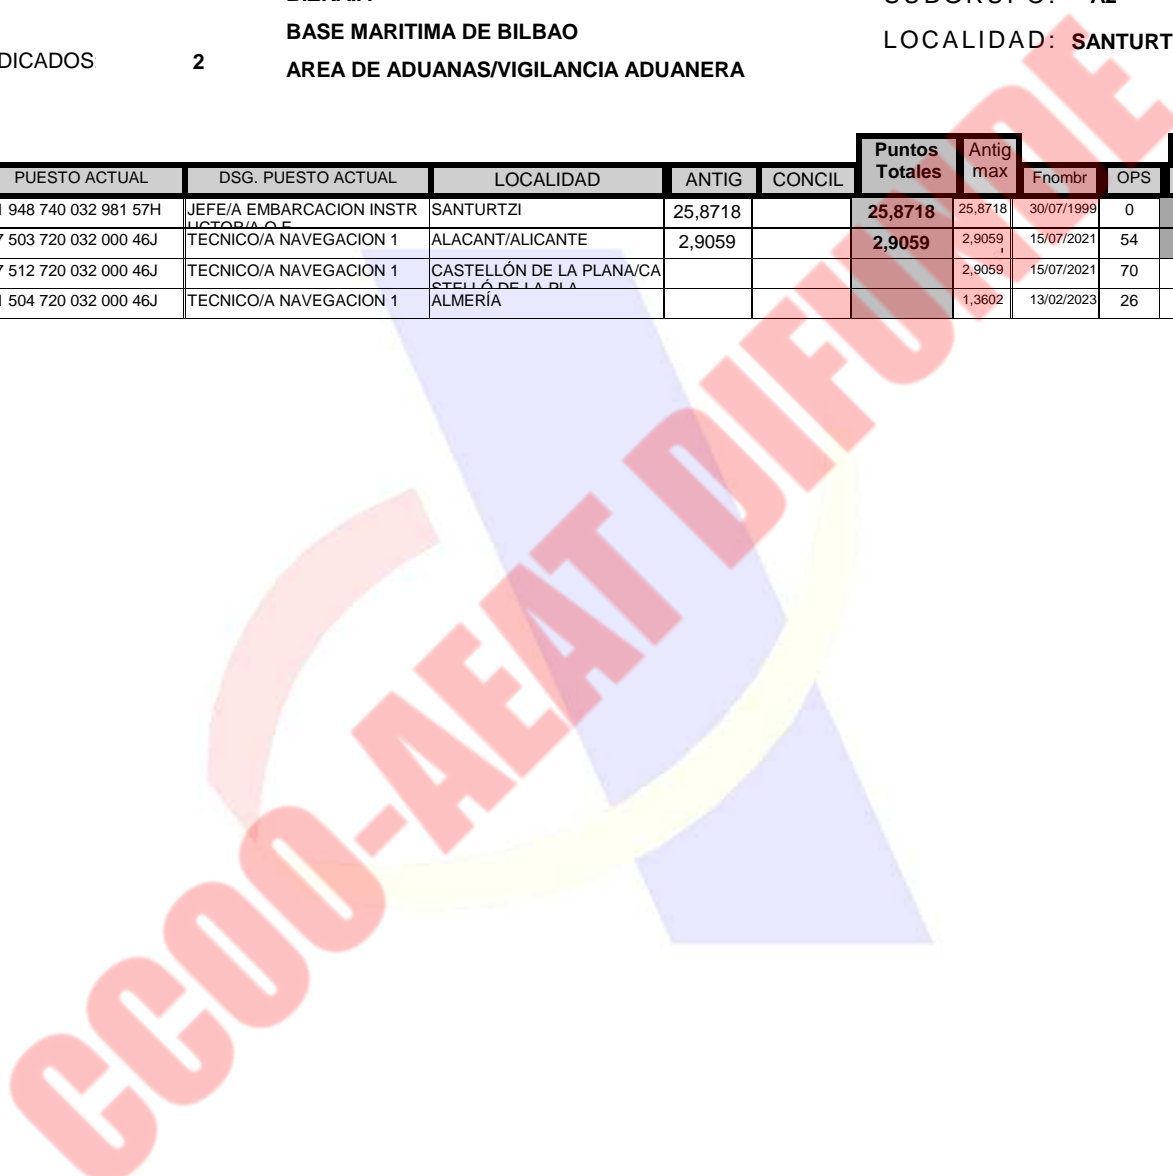 BASE MARITIMA DE BILBAO
LOCALIDAD: SANTURT
DICADOS: 2
AREA DE ADUANAS/VIGILANCIA ADUANERA
PUESTO ACTUAL DSG. PUESTO ACTUAL LOCALIDAD ANTIG CONCIL Puntos Totales Antig max Fnombr OPS
948 740 032 981 57H JEFE/A EMBARCACION INSTR SANTURTZI 25,8718 25,8718 25,8718 30/07/1999 0
503 720 032 000 46J TECNICO/A NAVEGACION 1 ALACANT/ALICANTE 2,9059 2,9059 2,9059 15/07/2021 54
512 720 032 000 46J TECNICO/A NAVEGACION 1 CASTELLÓN DE LA PLANA/CA 2,9059 15/07/2021 70
504 720 032 000 46J TECNICO/A NAVEGACION 1 ALMERÍA 1,3602 13/02/2023 26
CCOO-AEAT DIFUNDE